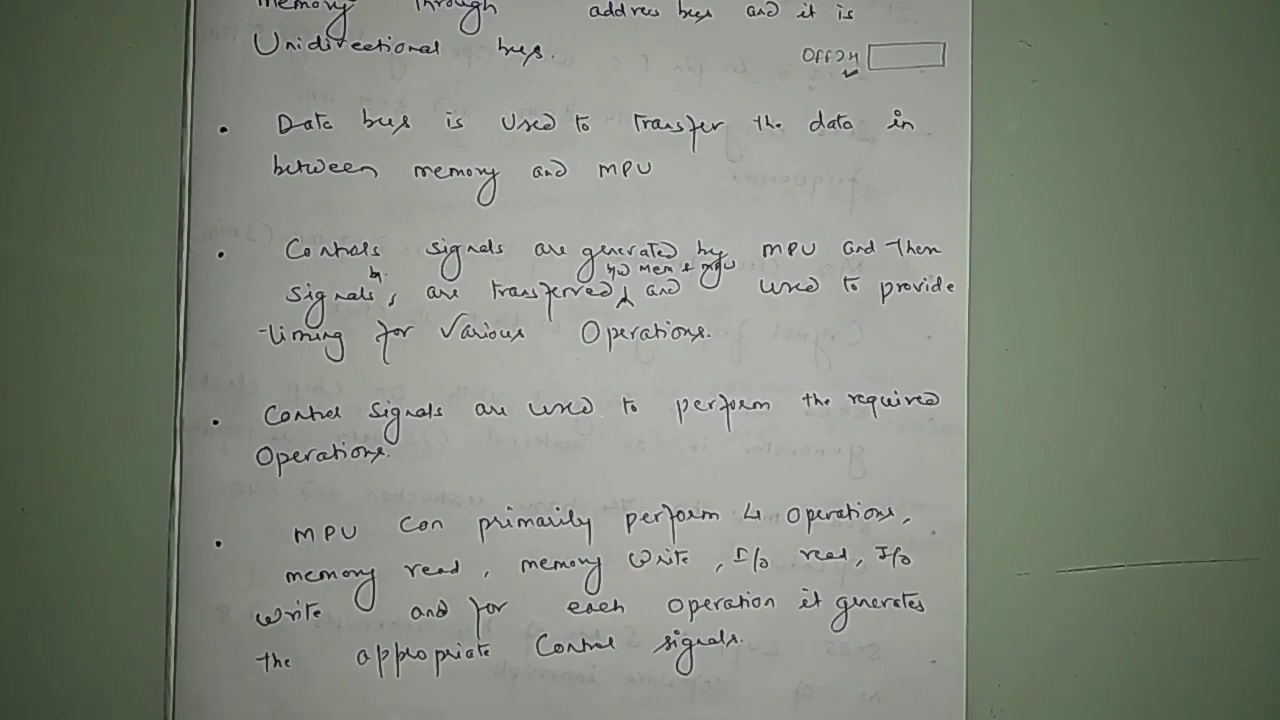 memory through address bus and it is
Unidirectional bus.
OFF2H
• Data bus is used to transfer the data in
between memory and MPU
• Controls signals are generated by MPU and then
b/w Mem & MPU
signals, are transferred and used to provide
timing for various Operations.
• Control signals are used to perform the required
Operations.
• MPU Can primarily perform 4 operations,
memory read, memory write, I/o read, I/o
write and for each operation it generates
the appropriate Control signals.